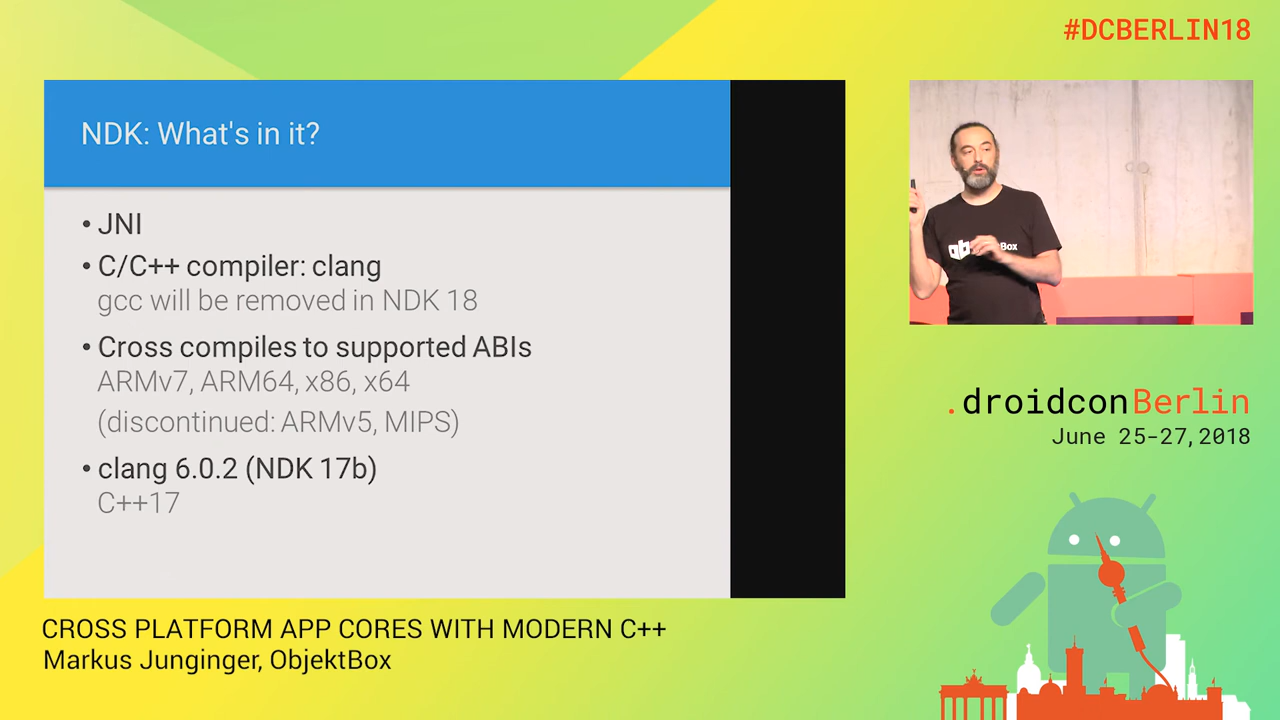 #DCBERLIN18
NDK: What's in it?
• JNI
• C/C++ compiler: clang
gcc will be removed in NDK 18
• Cross compiles to supported ABIs
ARMv7, ARM64, x86, x64
(discontinued: ARMv5, MIPS)
• clang 6.0.2 (NDK 17b)
C++17
CROSS PLATFORM APP CORES WITH MODERN C++
Markus Junginger, ObjektBox
.droidconBerlin
June 25-27, 2018